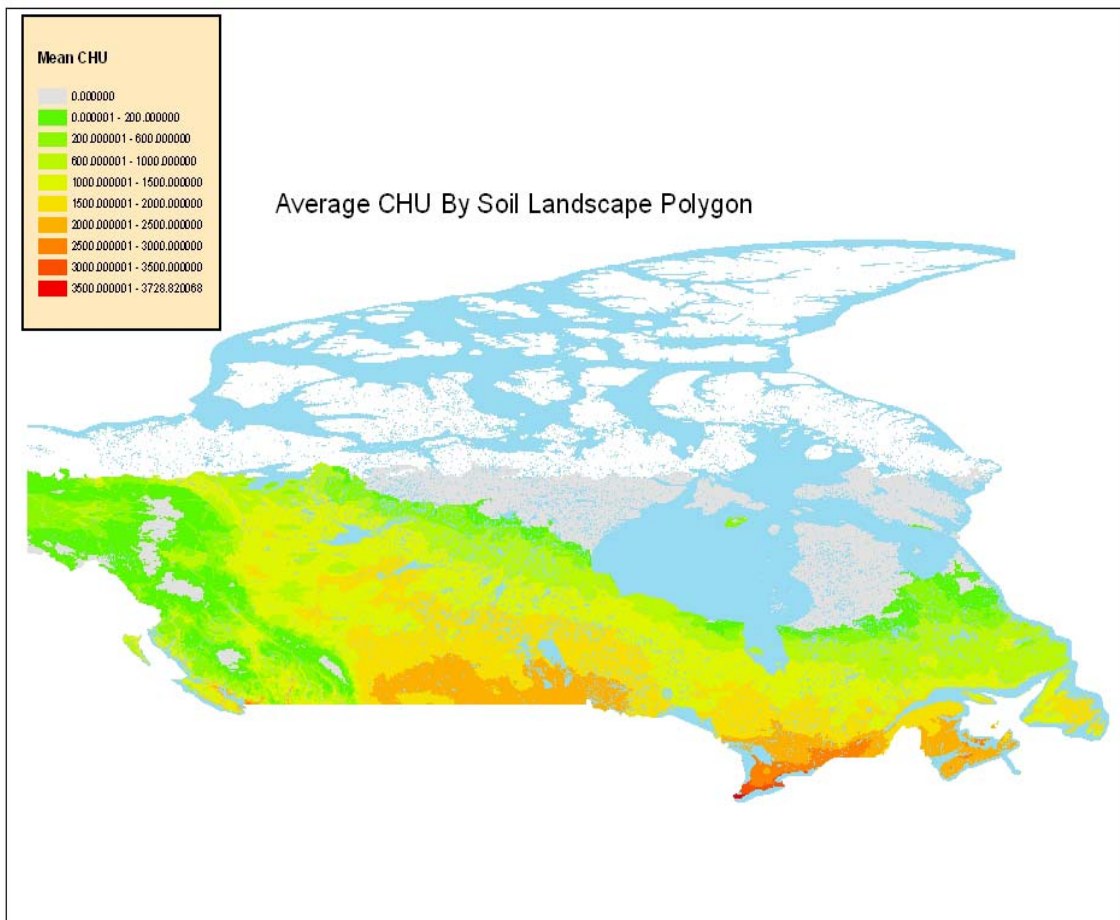 Mean CHU
0.000000
0.000001 - 200.000000
200.000001 - 600.000000
600.000001 - 1000.000000
1000.000001 - 1500.000000
1500.000001 - 2000.000000
2000.000001 - 2500.000000
2500.000001 - 3000.000000
3000.000001 - 3500.000000
3500.000001 - 3728.820068
Average CHU By Soil Landscape Polygon